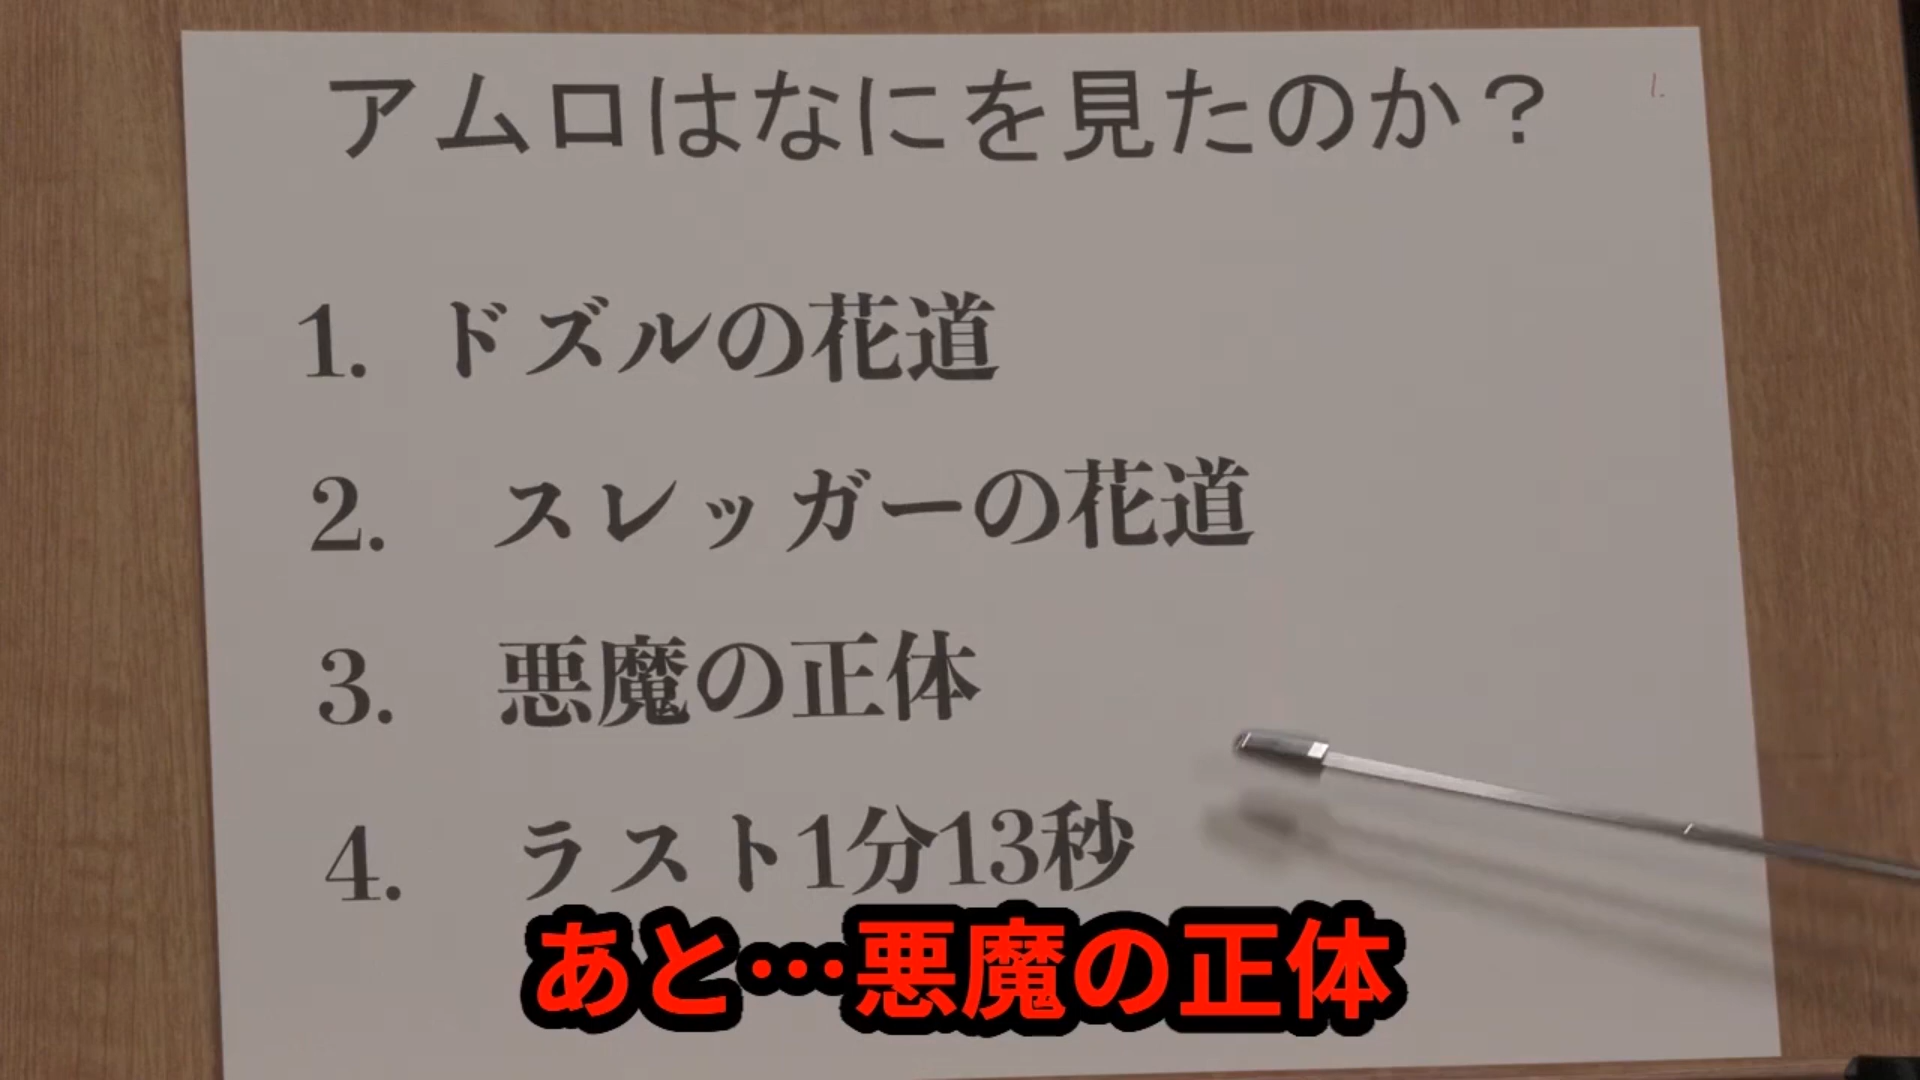 アムロはなにを見たのか？
1.
1. ドズルの花道
2. スレッガーの花道
3. 悪魔の正体
4. ラスト1分13秒
あと…悪魔の正体